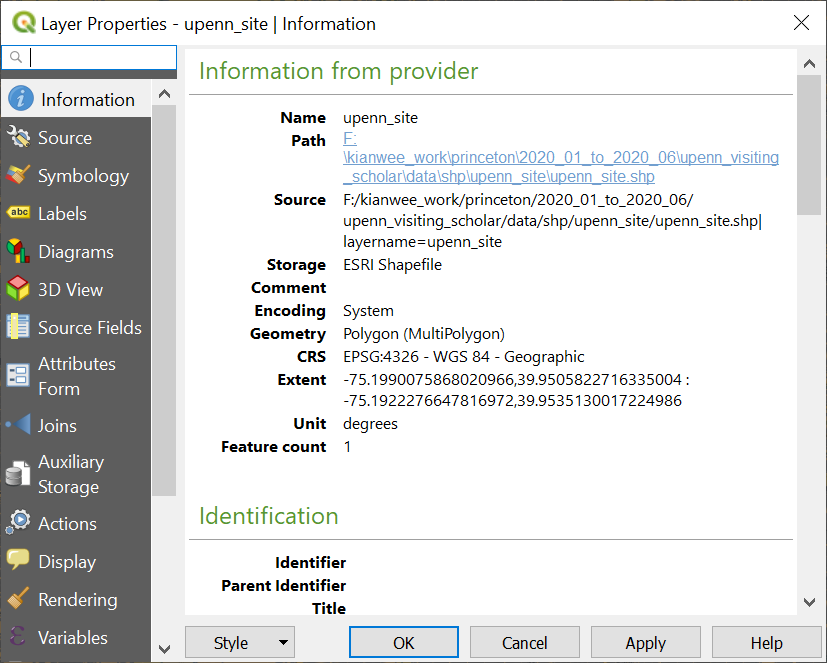 Layer Properties - upenn_site | Information
Information
Source
Symbology
abc Labels
Diagrams
3D View
Source Fields
Attributes
Form
Joins
Auxiliary
Storage
Actions
Display
Rendering
Variables
Information from provider
Name upenn_site
Path F:
\kianwee_work\princeton\2020_01_to_2020_06\upenn_visiting
_scholar\data\shp\upenn_site\upenn_site.shp
Source F:/kianwee_work/princeton/2020_01_to_2020_06/
upenn_visiting_scholar/data/shp/upenn_site/upenn_site.shp|
layername=upenn_site
Storage ESRI Shapefile
Comment
Encoding System
Geometry Polygon (MultiPolygon)
CRS EPSG:4326 - WGS 84 - Geographic
Extent -75.1990075868020966,39.9505822716335004 :
-75.1922276647816972,39.9535130017224986
Unit degrees
Feature count 1
Identification
Identifier
Parent Identifier
Title
Style OK Cancel Apply Help